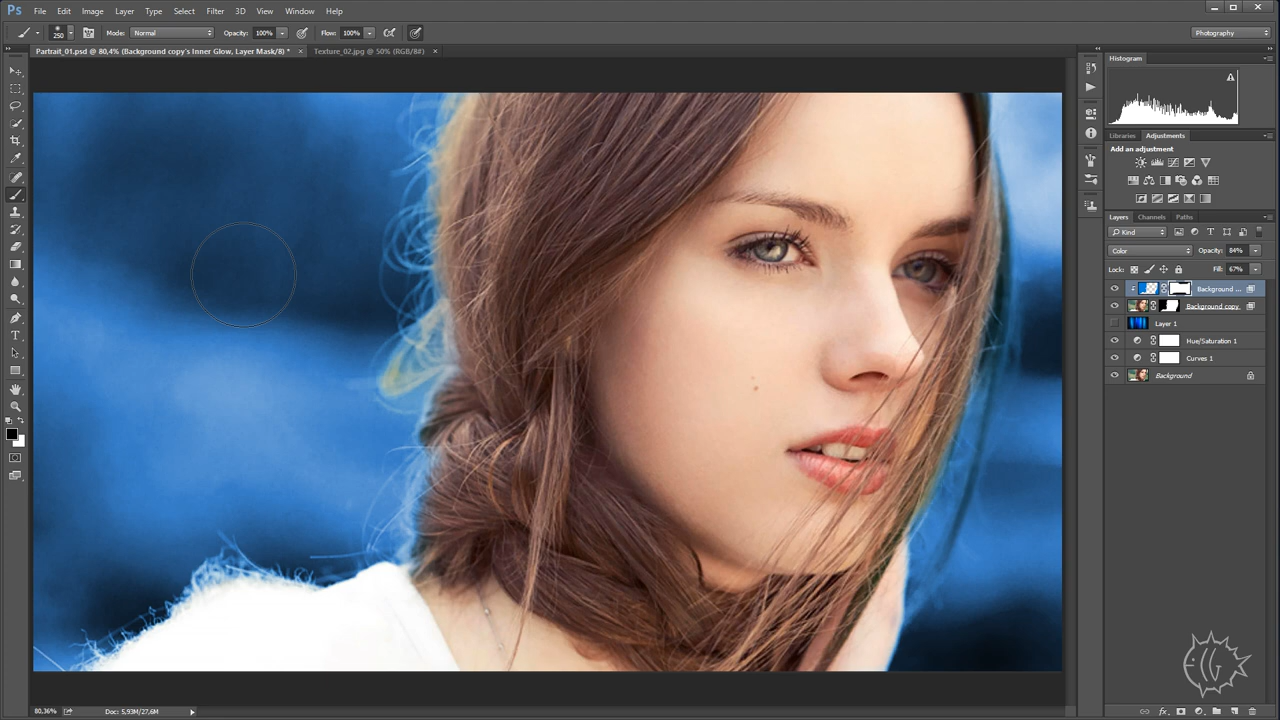 Ps File Edit Image Layer Type Select Filter 3D View Window Help
250 Mode: Normal Opacity: 100% Flow: 100% Photography
Partrait_01.psd @ 80,4% (Background copy's Inner Glow, Layer Mask/8) * × Texture_02.jpg @ 50% (RGB/8#) ×
Histogram
Libraries Adjustments
Add an adjustment
Layers Channels Paths
Kind
Color Opacity: 84%
Lock: Fill: 67%
Background ...
Background copy
Layer 1
Hue/Saturation 1
Curves 1
Background
80,36% Doc: 5,93M/27,6M